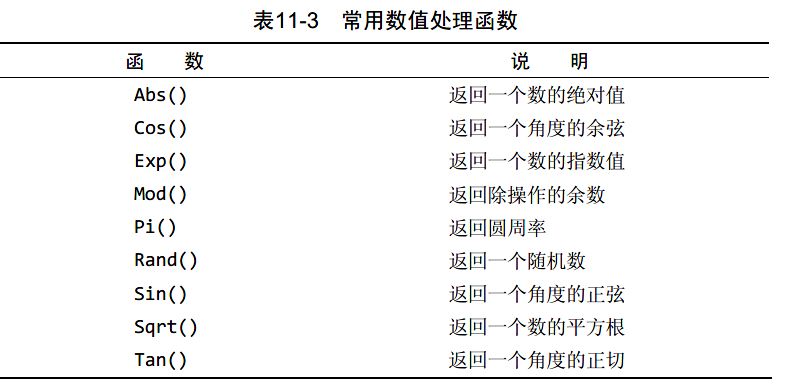 表11-3 常用数值处理函数
函 数 说 明
Abs() 返回一个数的绝对值
Cos() 返回一个角度的余弦
Exp() 返回一个数的指数值
Mod() 返回除操作的余数
Pi() 返回圆周率
Rand() 返回一个随机数
Sin() 返回一个角度的正弦
Sqrt() 返回一个数的平方根
Tan() 返回一个角度的正切